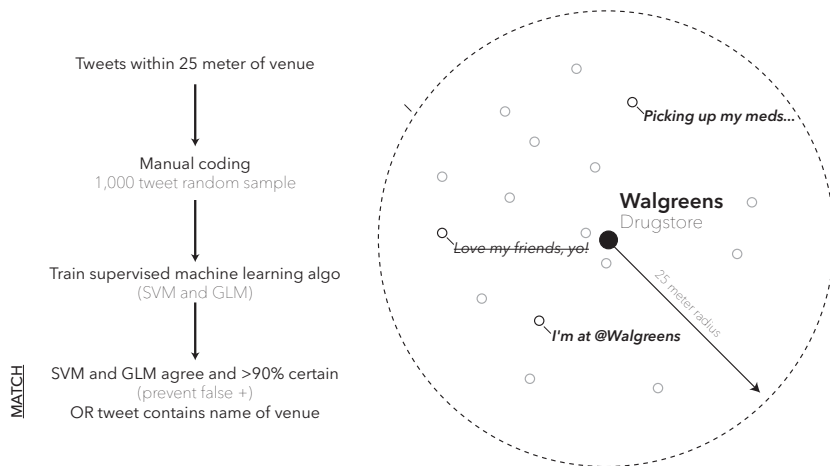 Tweets within 25 meter of venue
Manual coding
1,000 tweet random sample
Train supervised machine learning algo
(SVM and GLM)
MATCH
SVM and GLM agree and >90% certain
(prevent false +)
OR tweet contains name of venue
Picking up my meds...
Walgreens
Drugstore
Love my friends, yo!
25 meter radius
I'm at @Walgreens